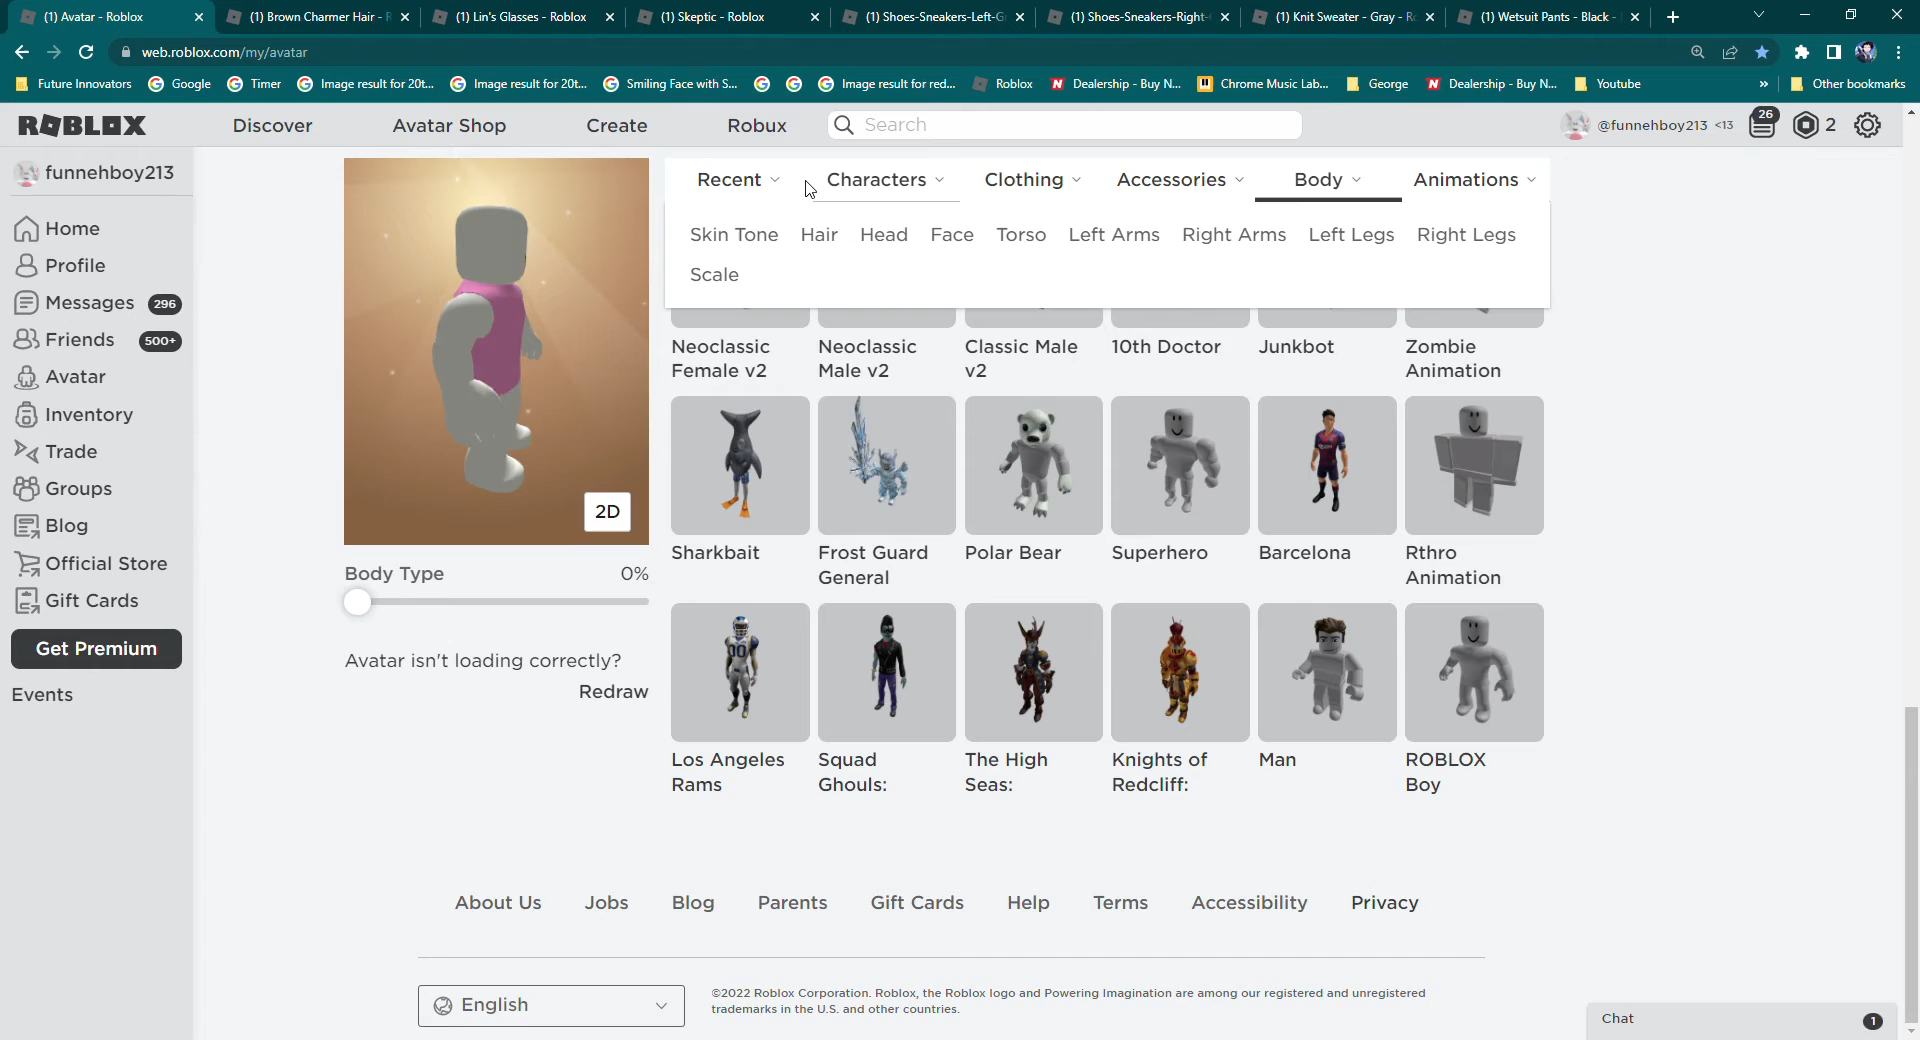 (1) Avatar - Roblox
(1) Brown Charmer Hair - R
(1) Lin's Glasses - Roblox
(1) Skeptic - Roblox
(1) Shoes-Sneakers-Left-G
(1) Shoes-Sneakers-Right-
(1) Knit Sweater - Gray - R
(1) Wetsuit Pants - Black -
web.roblox.com/my/avatar
Future Innovators Google Timer Image result for 20t... Image result for 20t... Smiling Face with S... Image result for red... Roblox Dealership - Buy N... Chrome Music Lab... George Dealership - Buy N... Youtube » Other bookmarks
ROBLOX Discover Avatar Shop Create Robux Search @funnehboy213 <13 26 2
funnehboy213
Home
Profile
Messages 296
Friends 500+
Avatar
Inventory
Trade
Groups
Blog
Official Store
Gift Cards
Get Premium
Events
2D
Body Type 0%
Avatar isn't loading correctly?
Redraw
Recent Characters Clothing Accessories Body Animations
Skin Tone Hair Head Face Torso Left Arms Right Arms Left Legs Right Legs
Scale
Neoclassic
Female v2
Neoclassic
Male v2
Classic Male
v2
10th Doctor
Junkbot
Zombie
Animation
Sharkbait
Frost Guard
General
Polar Bear
Superhero
Barcelona
Rthro
Animation
Los Angeles
Rams
Squad
Ghouls:
The High
Seas:
Knights of
Redcliff:
Man
ROBLOX
Boy
About Us Jobs Blog Parents Gift Cards Help Terms Accessibility Privacy
English
©2022 Roblox Corporation. Roblox, the Roblox logo and Powering Imagination are among our registered and unregistered
trademarks in the U.S. and other countries.
Chat 1